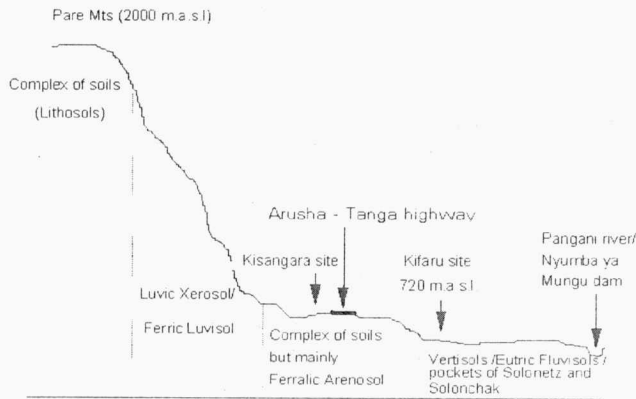 Pare Mts (2000 m.a.s.l)
Complex of soils
(Lithosols)
Arusha - Tanga highway
Kisangara site
Kifaru site
720 m.a.s.l.
Pangani river/
Nyumba ya
Mungu dam
Luvic Xerosol/
Ferric Luvisol
Complex of soils
but mainly
Ferralic Arenosol
Vertisols /Eutric Fluvisols /
pockets of Solonetz and
Solonchak